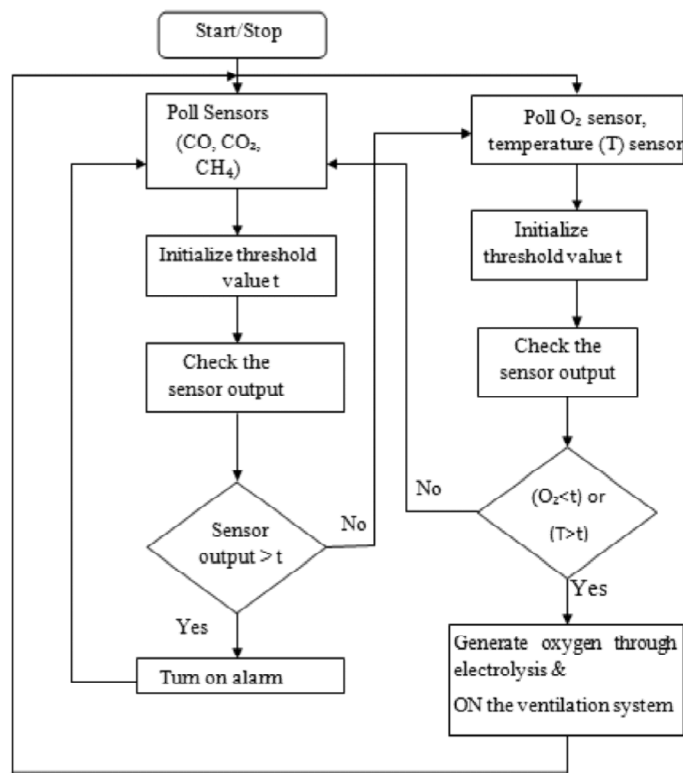 Start/Stop
Poll Sensors
(CO, CO₂,
CH₄)
Initialize threshold
value t
Check the
sensor output
Sensor
output > t
No
Yes
Turn on alarm
Poll O₂ sensor,
temperature (T) sensor
Initialize
threshold value t
Check the
sensor output
(O₂<t) or
(T>t)
No
Yes
Generate oxygen through
electrolysis &
ON the ventilation system